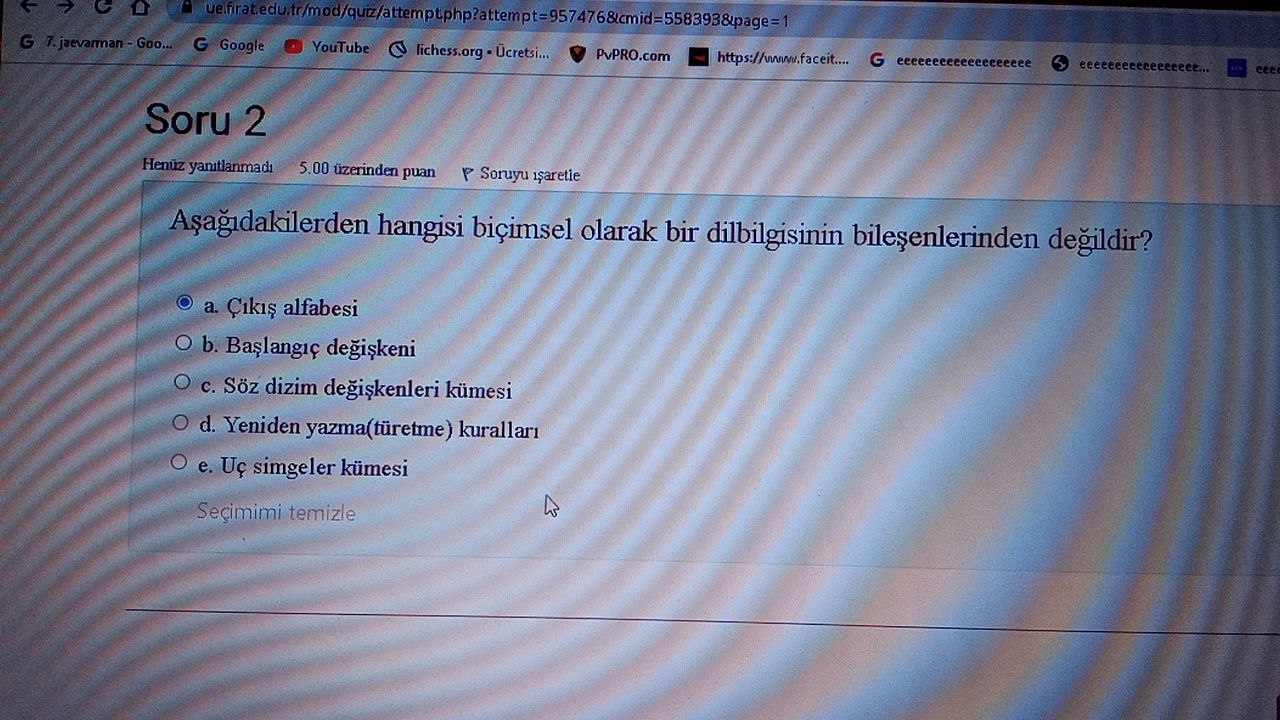 ue.firat.edu.tr/mod/quiz/attempt.php?attempt=957476&cmid=558393&page=1
7. jaevarman - Goo... Google YouTube lichess.org • Ücretsi... PvPRO.com https://www.faceit.... eeeeeeeeeeeeeeeeeee eeeeeeeeeeeeeeeee... eeee
Soru 2
Henüz yanıtlanmadı 5.00 üzerinden puan Soruyu işaretle
Aşağıdakilerden hangisi biçimsel olarak bir dilbilgisinin bileşenlerinden değildir?
a. Çıkış alfabesi
b. Başlangıç değişkeni
c. Söz dizim değişkenleri kümesi
d. Yeniden yazma(türetme) kuralları
e. Uç simgeler kümesi
Seçimimi temizle